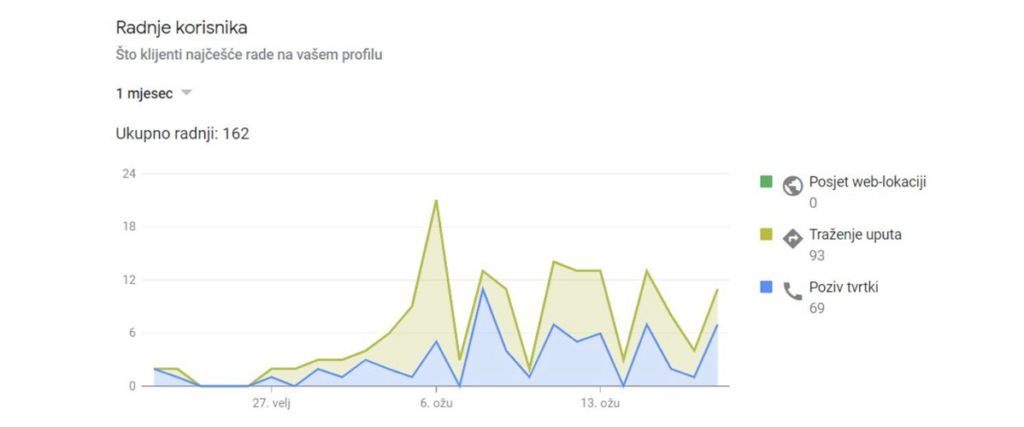 Radnje korisnika
Što klijenti najčešće rade na vašem profilu
1 mjesec
Ukupno radnji: 162
24
18
12
6
0
27. velj
6. ožu
13. ožu
Posjet web-lokaciji
0
Traženje uputa
93
Poziv tvrtki
69